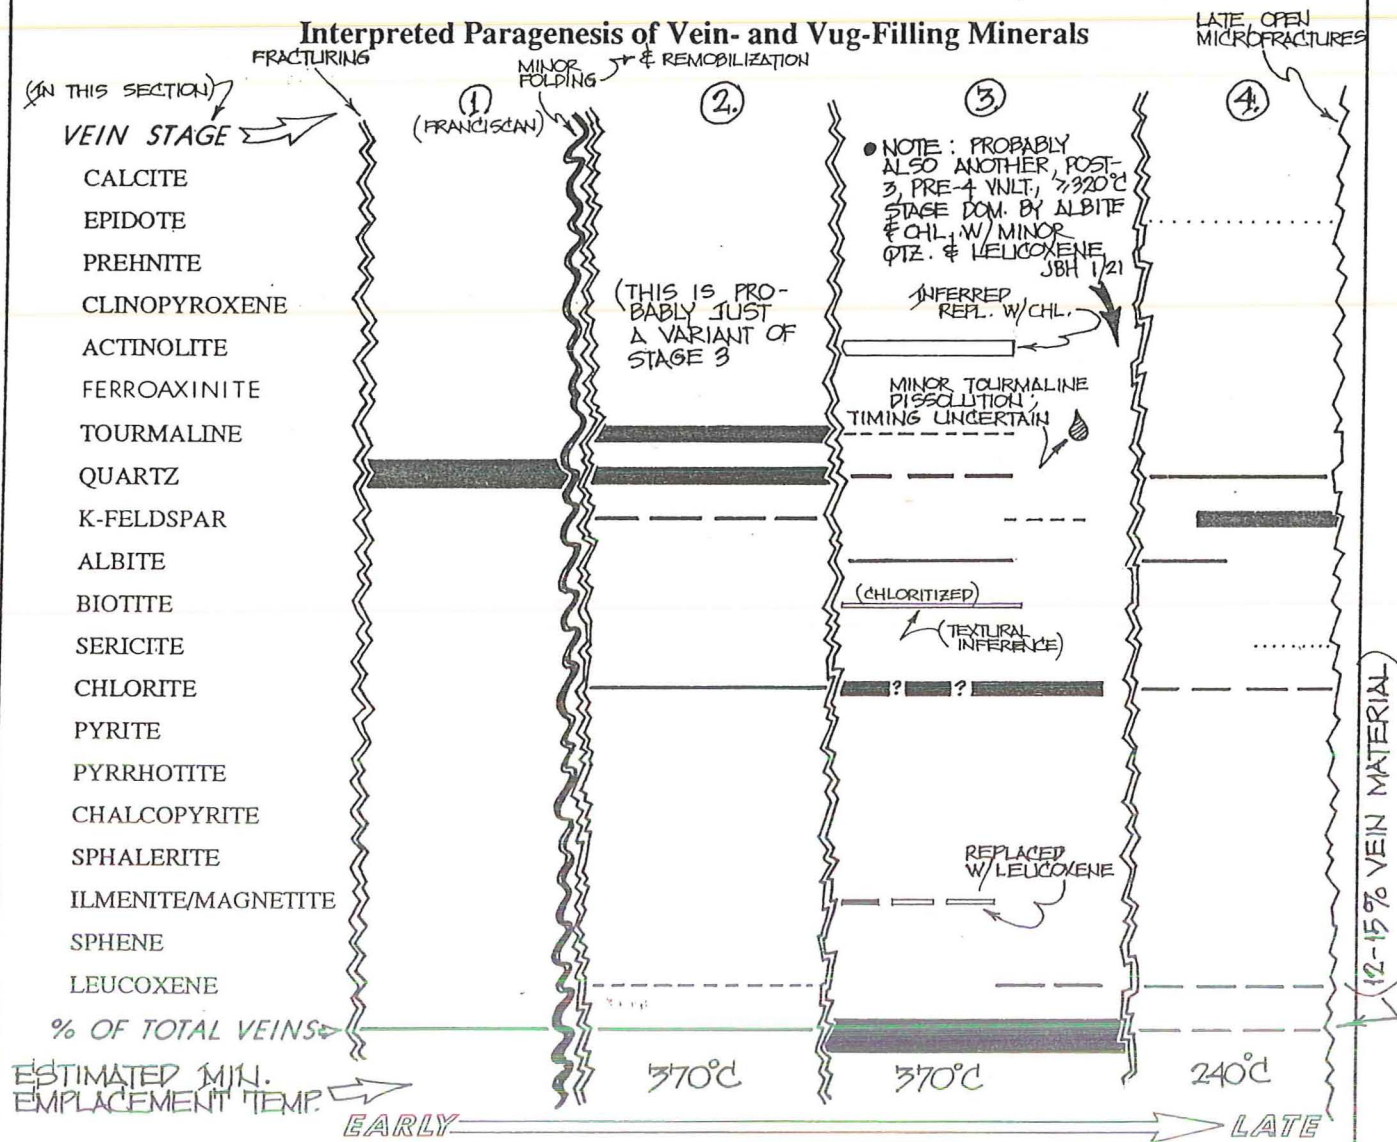 Interpreted Paragenesis of Vein- and Vug-Filling Minerals
LATE, OPEN
MICROFRACTURES
FRACTURING
MINOR
FOLDING
& REMOBILIZATION
(IN THIS SECTION)
VEIN STAGE
1.
(FRANCISCAN)
2.
3.
4.
● NOTE: PROBABLY
ALSO ANOTHER, POST-
3, PRE-4 VNLT., ≥320°C
STAGE DOM. BY ALBITE
& CHL. W/ MINOR
QTZ. & LEUCOXENE
JBH 1/21
CALCITE
EPIDOTE
PREHNITE
CLINOPYROXENE
(THIS IS PRO-
BABLY JUST
A VARIANT OF
STAGE 3
INFERRED
REPL. W/ CHL.
ACTINOLITE
FERROAXINITE
MINOR TOURMALINE
DISSOLUTION;
TIMING UNCERTAIN
TOURMALINE
QUARTZ
K-FELDSPAR
ALBITE
BIOTITE
(CHLORITIZED)
(TEXTURAL
INFERENCE)
SERICITE
CHLORITE
? ?
PYRITE
PYRRHOTITE
CHALCOPYRITE
SPHALERITE
REPLACED
W/ LEUCOXENE
ILMENITE/MAGNETITE
SPHENE
LEUCOXENE
% OF TOTAL VEINS
(12-15% VEIN MATERIAL)
ESTIMATED MIN.
EMPLACEMENT TEMP.
370°C
370°C
240°C
EARLY
LATE